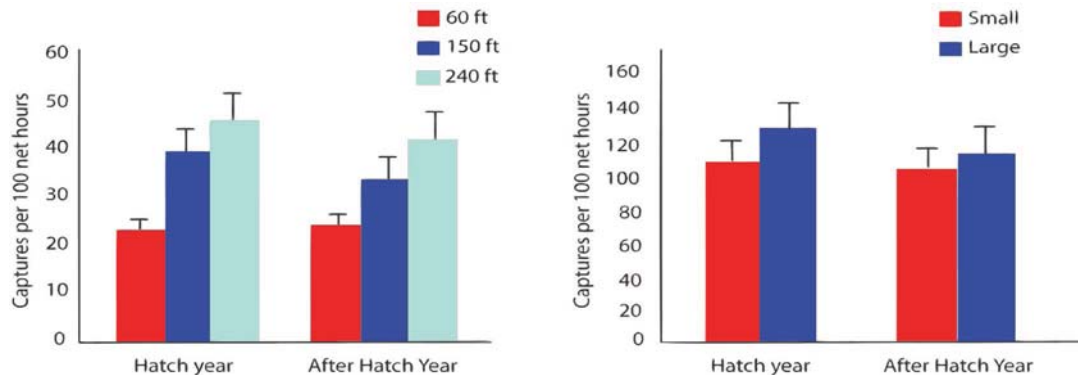 60 ft
150 ft
240 ft
Captures per 100 net hours
60
50
40
30
20
10
0
Hatch year
After Hatch Year
Small
Large
Captures per 100 net hours
160
140
120
100
80
60
40
20
0
Hatch year
After Hatch Year